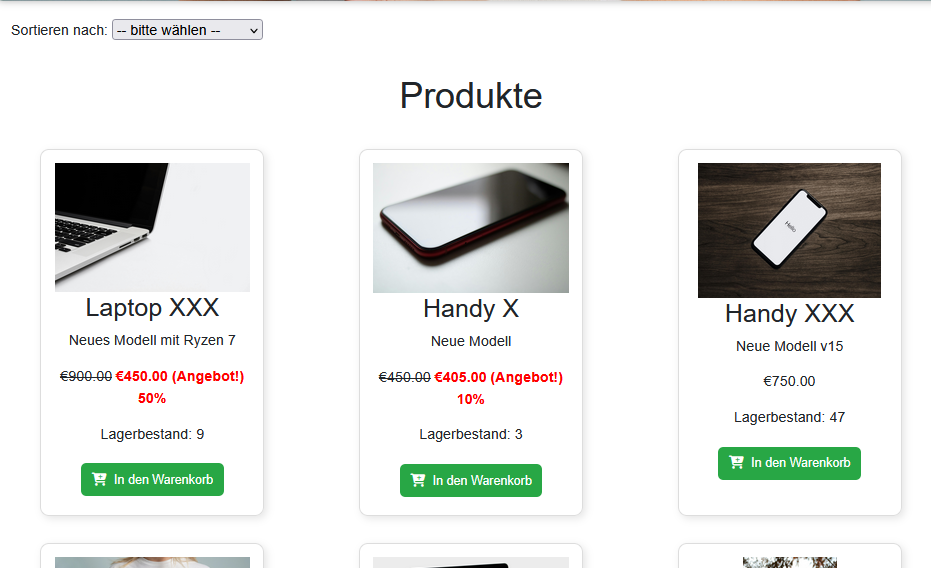 Sortieren nach: -- bitte wählen --
Produkte
Laptop XXX
Neues Modell mit Ryzen 7
€900.00 €450.00 (Angebot!)
50%
Lagerbestand: 9
In den Warenkorb
Handy X
Neue Modell
€450.00 €405.00 (Angebot!)
10%
Lagerbestand: 3
In den Warenkorb
Hello
Handy XXX
Neue Modell v15
€750.00
Lagerbestand: 47
In den Warenkorb